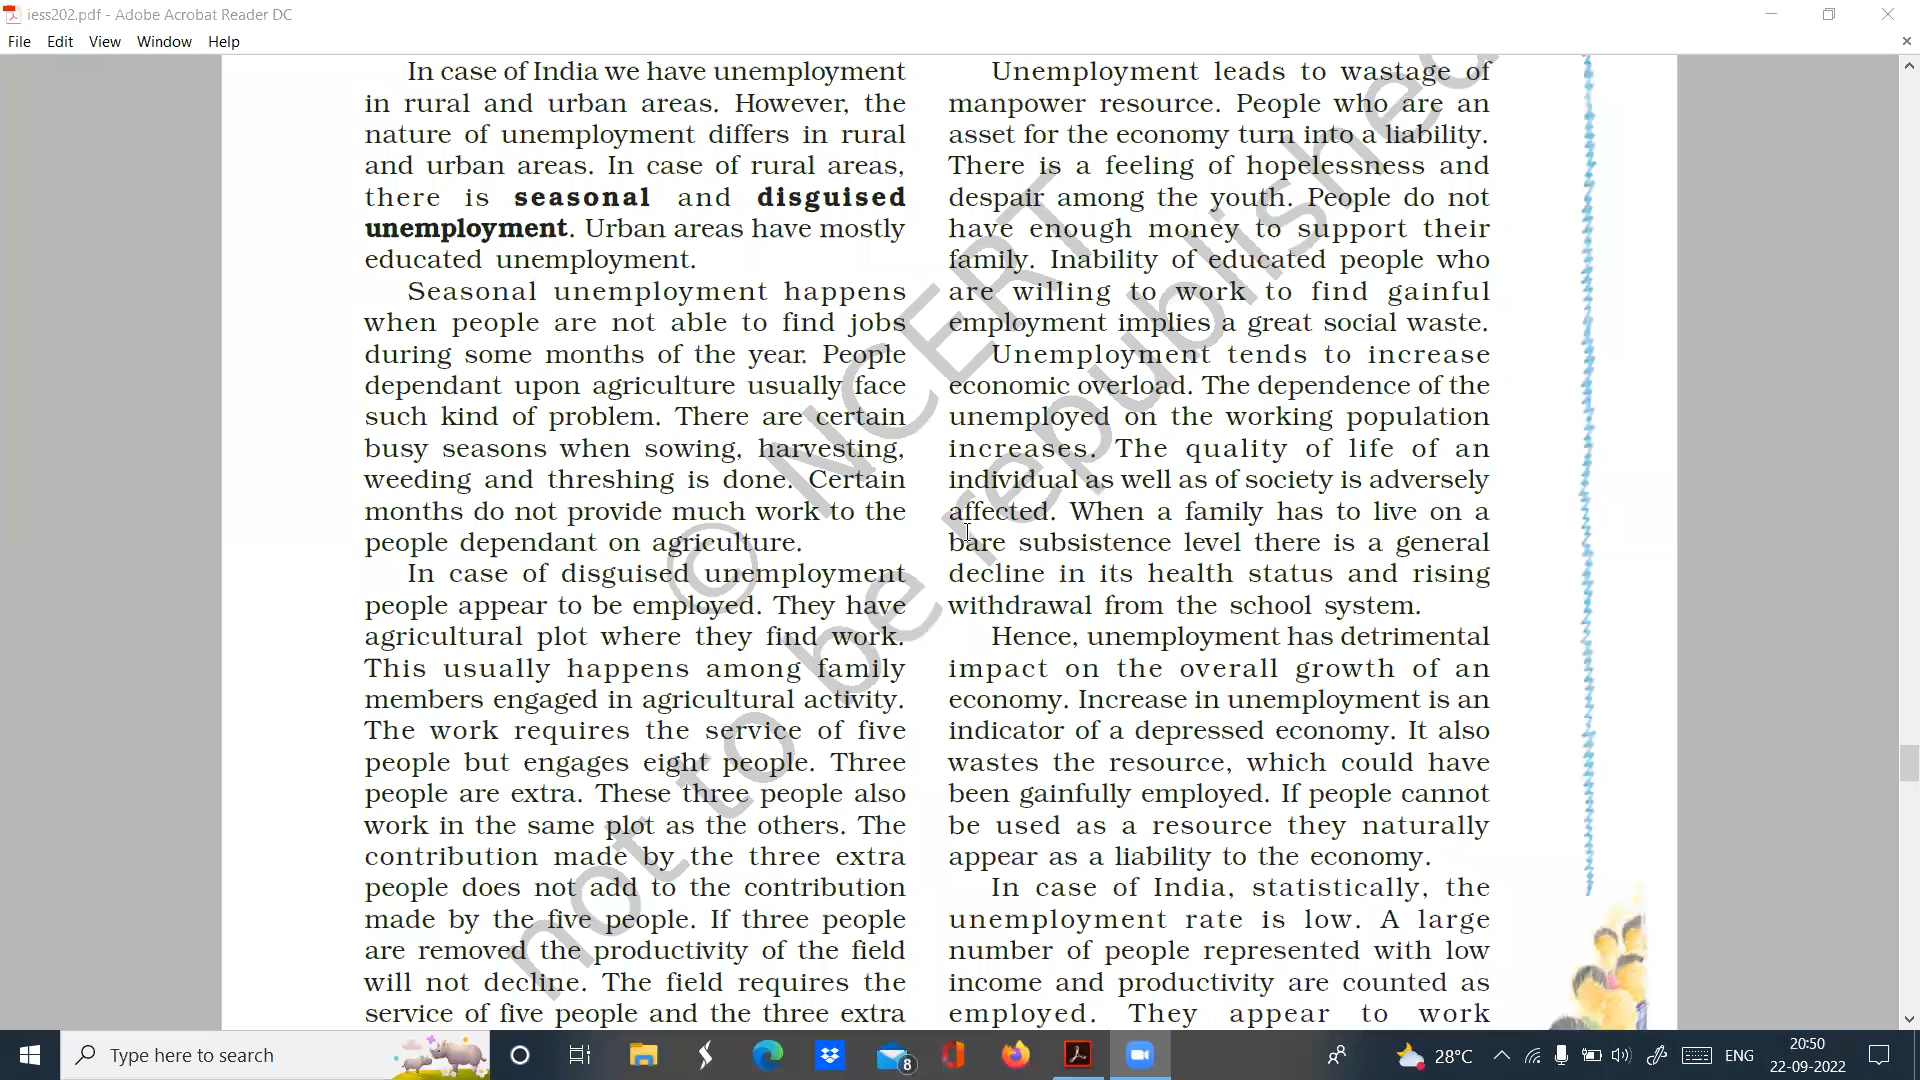 iess202.pdf - Adobe Acrobat Reader DC
File Edit View Window Help
In case of India we have unemployment
in rural and urban areas. However, the
nature of unemployment differs in rural
and urban areas. In case of rural areas,
there is seasonal and disguised
unemployment. Urban areas have mostly
educated unemployment.
Seasonal unemployment happens
when people are not able to find jobs
during some months of the year. People
dependant upon agriculture usually face
such kind of problem. There are certain
busy seasons when sowing, harvesting,
weeding and threshing is done. Certain
months do not provide much work to the
people dependant on agriculture.
In case of disguised unemployment
people appear to be employed. They have
agricultural plot where they find work.
This usually happens among family
members engaged in agricultural activity.
The work requires the service of five
people but engages eight people. Three
people are extra. These three people also
work in the same plot as the others. The
contribution made by the three extra
people does not add to the contribution
made by the five people. If three people
are removed the productivity of the field
will not decline. The field requires the
service of five people and the three extra
Unemployment leads to wastage of
manpower resource. People who are an
asset for the economy turn into a liability.
There is a feeling of hopelessness and
despair among the youth. People do not
have enough money to support their
family. Inability of educated people who
are willing to work to find gainful
employment implies a great social waste.
Unemployment tends to increase
economic overload. The dependence of the
unemployed on the working population
increases. The quality of life of an
individual as well as of society is adversely
affected. When a family has to live on a
bare subsistence level there is a general
decline in its health status and rising
withdrawal from the school system.
Hence, unemployment has detrimental
impact on the overall growth of an
economy. Increase in unemployment is an
indicator of a depressed economy. It also
wastes the resource, which could have
been gainfully employed. If people cannot
be used as a resource they naturally
appear as a liability to the economy.
In case of India, statistically, the
unemployment rate is low. A large
number of people represented with low
income and productivity are counted as
employed. They appear to work
© NCERT
not to be republished
Type here to search
8
28°C
ENG
20:50
22-09-2022